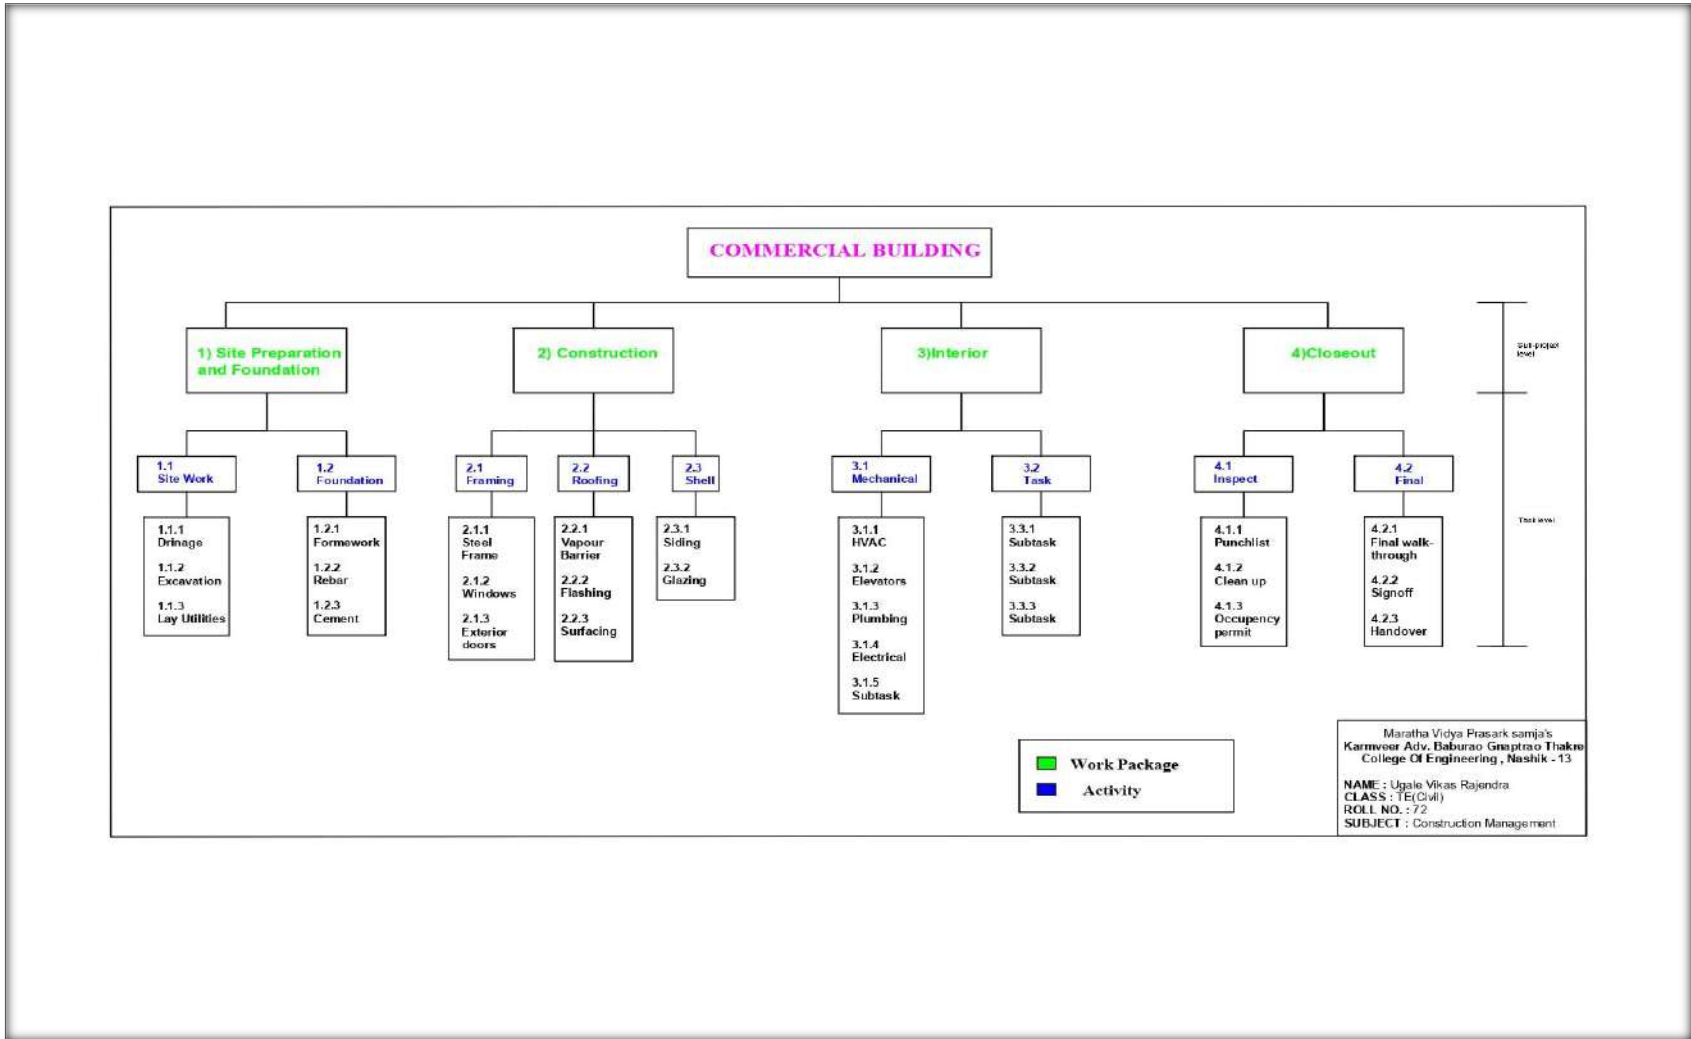 COMMERCIAL BUILDING
1) Site Preparation
and Foundation
2) Construction
3)Interior
4)Closeout
Sub-project
level
1.1
Site Work
1.2
Foundation
2.1
Framing
2.2
Roofing
2.3
Shell
3.1
Mechanical
3.2
Task
4.1
Inspect
4.2
Final
1.1.1
Drinage
1.1.2
Excavation
1.1.3
Lay Utilities
1.2.1
Formework
1.2.2
Rebar
1.2.3
Cement
2.1.1
Steel
Frame
2.1.2
Windows
2.1.3
Exterior
doors
2.2.1
Vapour
Barrier
2.2.2
Flashing
2.2.3
Surfacing
2.3.1
Siding
2.3.2
Glazing
3.1.1
HVAC
3.1.2
Elevators
3.1.3
Plumbing
3.1.4
Electrical
3.1.5
Subtask
3.3.1
Subtask
3.3.2
Subtask
3.3.3
Subtask
4.1.1
Punchlist
4.1.2
Clean up
4.1.3
Occupency
permit
4.2.1
Final walk-
through
4.2.2
Signoff
4.2.3
Handover
Task level
Work Package
Activity
Maratha Vidya Prasark samja's
Karmveer Adv. Baburao Gnaptrao Thakre
College Of Engineering , Nashik - 13
NAME : Ugale Vikas Rajendra
CLASS : TE(Civil)
ROLL NO. : 72
SUBJECT : Construction Management